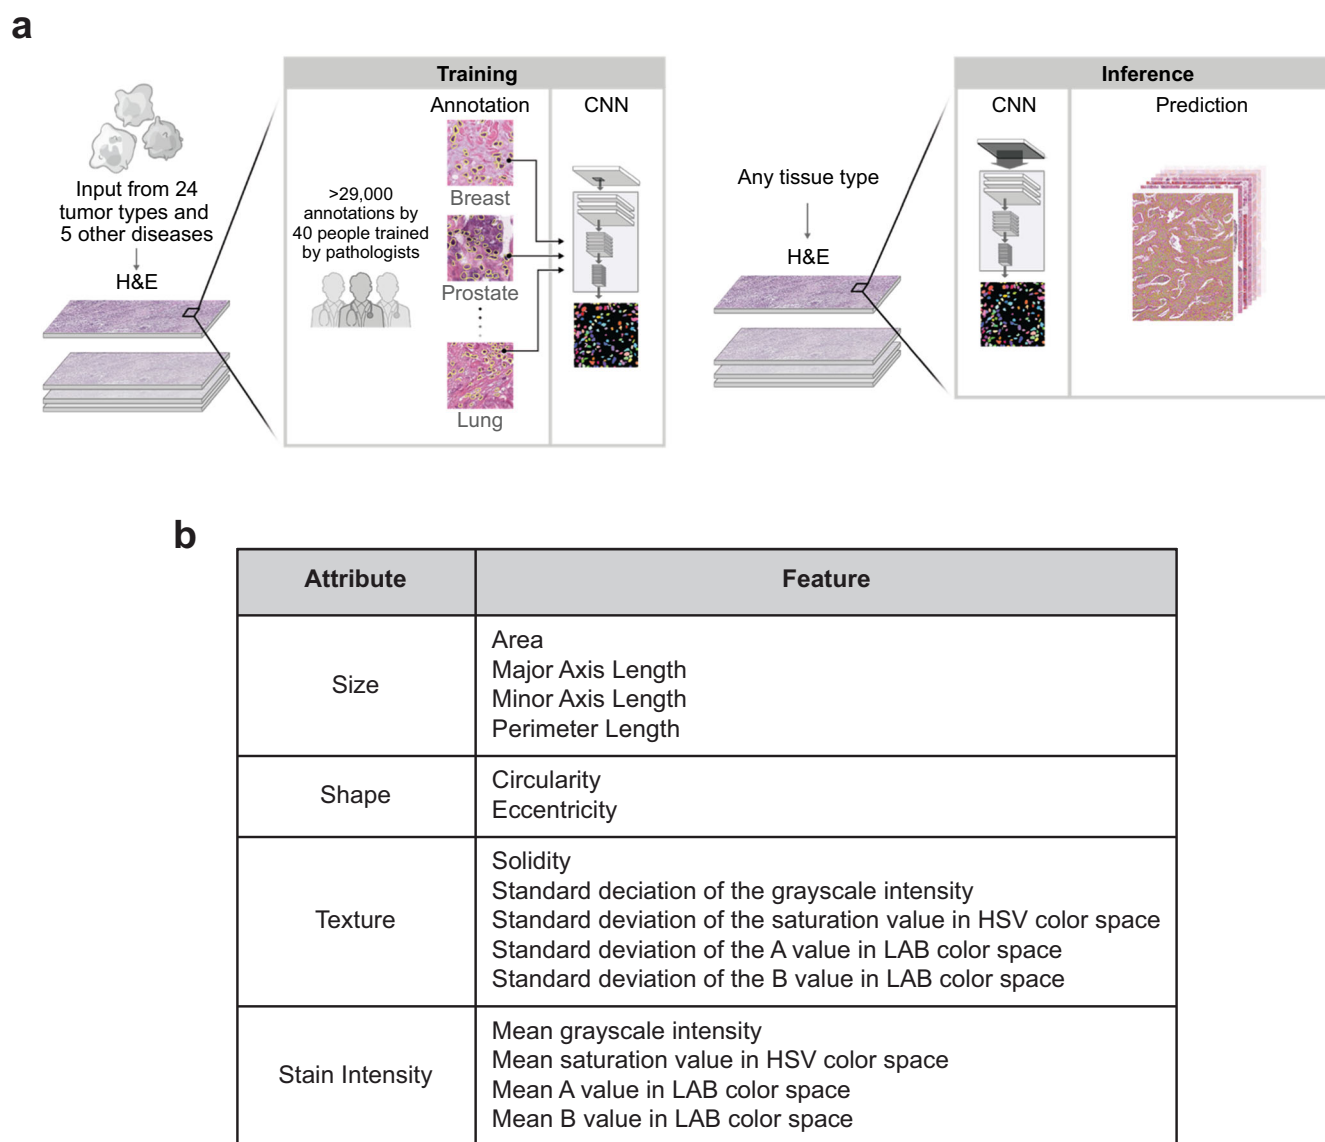 a
Training
Annotation
CNN
Input from 24
tumor types and
5 other diseases
H&E
>29,000
annotations by
40 people trained
by pathologists
Breast
Prostate
Lung
Inference
CNN
Prediction
Any tissue type
H&E
b
Attribute
Feature
Size
Area
Major Axis Length
Minor Axis Length
Perimeter Length
Shape
Circularity
Eccentricity
Texture
Solidity
Standard deciation of the grayscale intensity
Standard deviation of the saturation value in HSV color space
Standard deviation of the A value in LAB color space
Standard deviation of the B value in LAB color space
Stain Intensity
Mean grayscale intensity
Mean saturation value in HSV color space
Mean A value in LAB color space
Mean B value in LAB color space